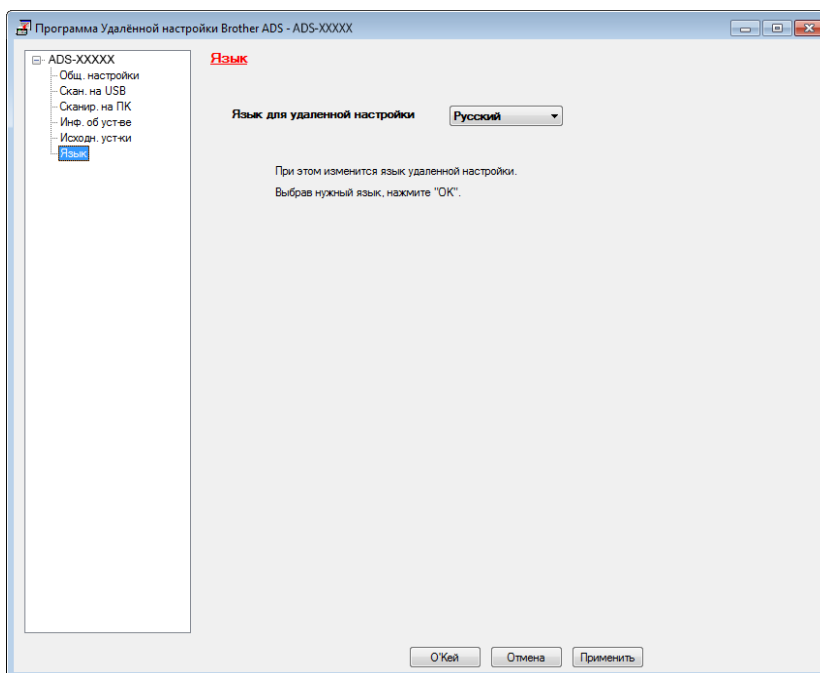 Программа Удалённой настройки Brother ADS - ADS-XXXXX
ADS-XXXXX
Общ. настройки
Скан. на USB
Сканир. на ПК
Инф. об уст-ве
Исходн. уст-ки
Язык
Язык
Язык для удаленной настройки Русский
При этом изменится язык удаленной настройки.
Выбрав нужный язык, нажмите "ОК".
О'Кей Отмена Применить